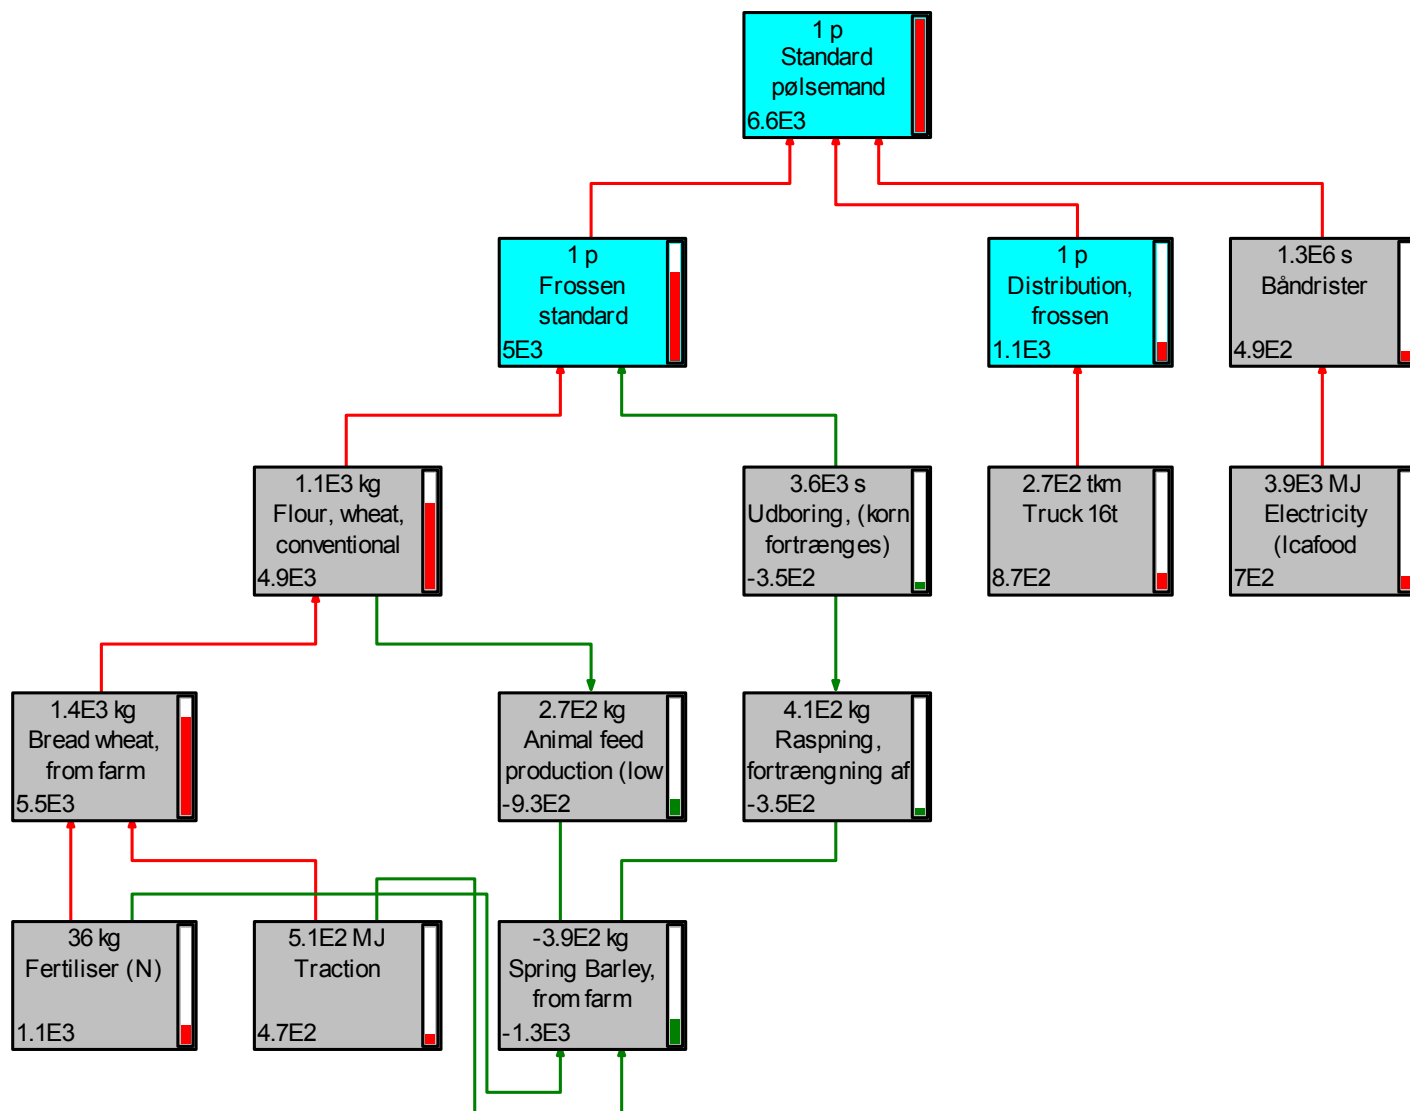 1 p
Standard
pølsemand
6.6E3
1 p
Frossen
standard
5E3
1 p
Distribution,
frossen
1.1E3
1.3E6 s
Båndrister
4.9E2
1.1E3 kg
Flour, wheat,
conventional
4.9E3
3.6E3 s
Udboring, (korn
fortrænges)
-3.5E2
2.7E2 tkm
Truck 16t
8.7E2
3.9E3 MJ
Electricity
(lcafood
7E2
1.4E3 kg
Bread wheat,
from farm
5.5E3
2.7E2 kg
Animal feed
production (low
-9.3E2
4.1E2 kg
Raspning,
fortrængning af
-3.5E2
36 kg
Fertiliser (N)
1.1E3
5.1E2 MJ
Traction
4.7E2
-3.9E2 kg
Spring Barley,
from farm
-1.3E3